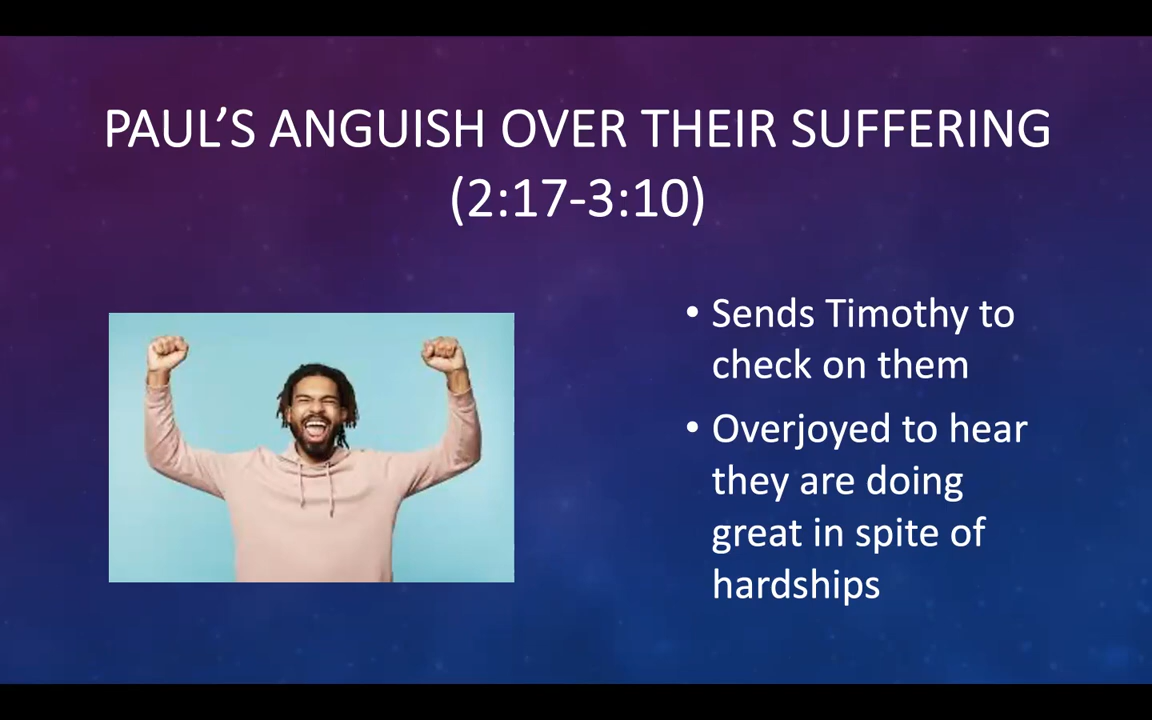 PAUL’S ANGUISH OVER THEIR SUFFERING
(2:17-3:10)
• Sends Timothy to
check on them
• Overjoyed to hear
they are doing
great in spite of
hardships